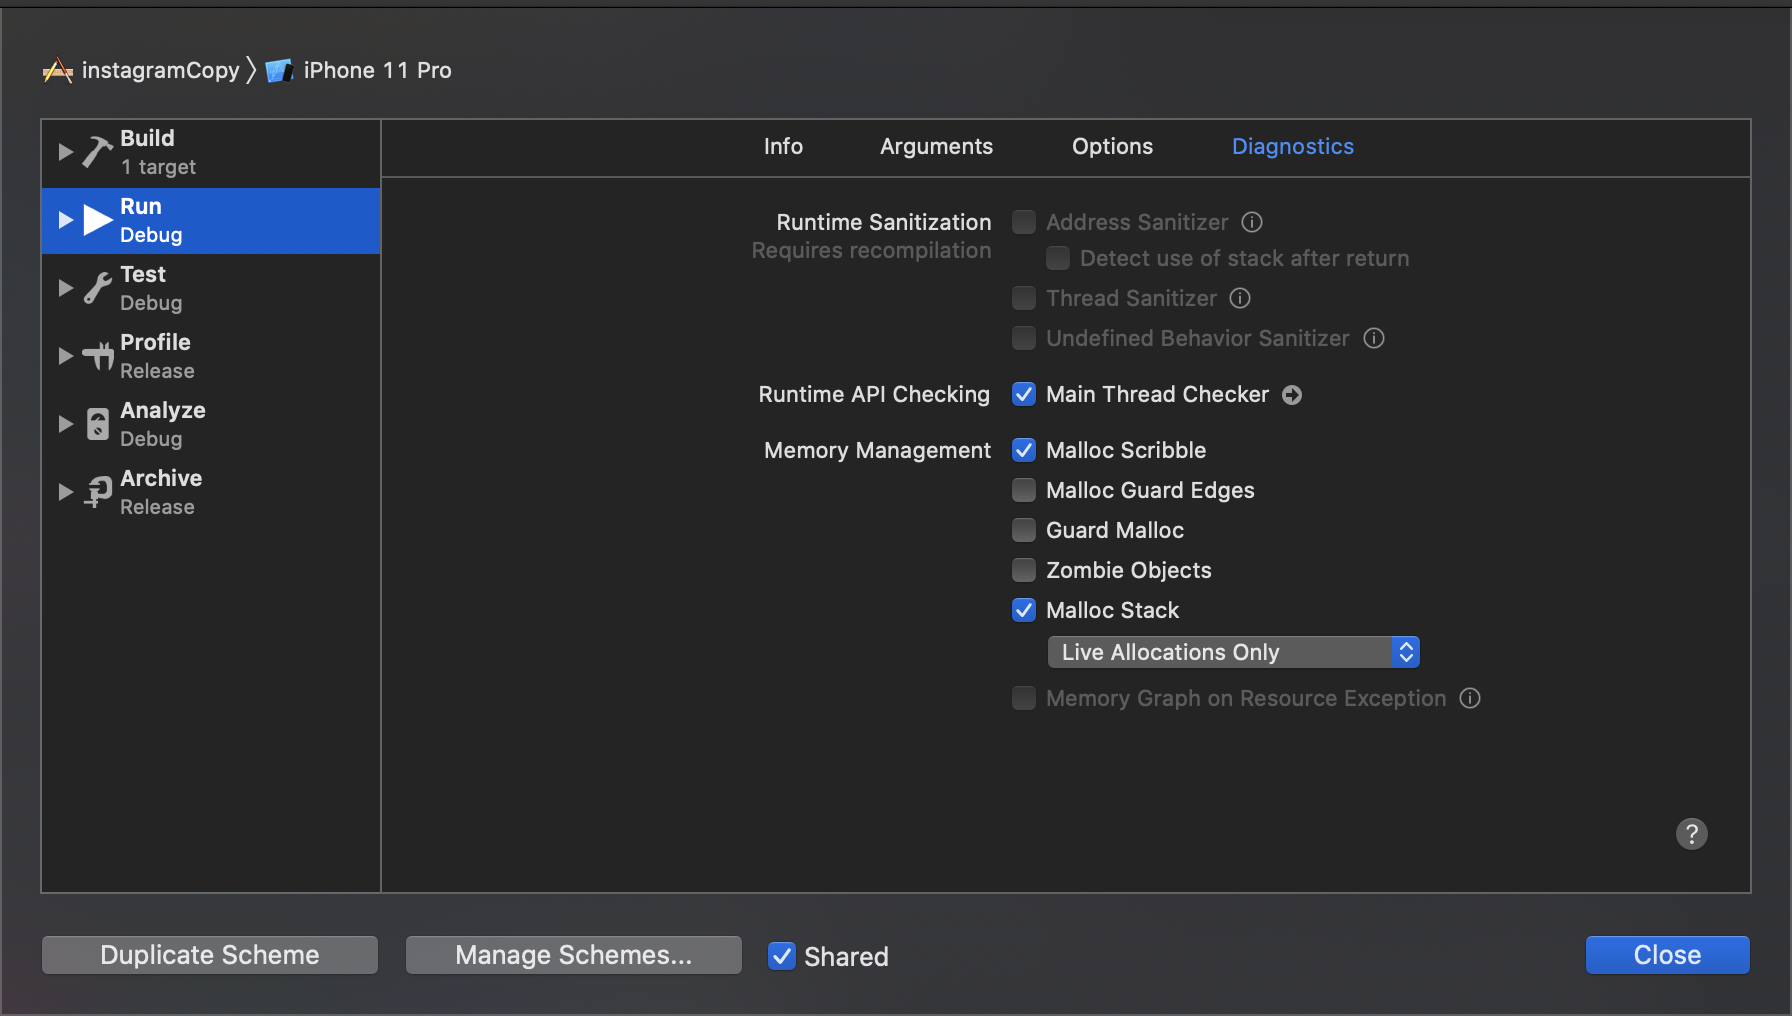 instagramCopy iPhone 11 Pro
Build
1 target
Run
Debug
Test
Debug
Profile
Release
Analyze
Debug
Archive
Release
Info Arguments Options Diagnostics
Runtime Sanitization Address Sanitizer
Requires recompilation Detect use of stack after return
Thread Sanitizer
Undefined Behavior Sanitizer
Runtime API Checking Main Thread Checker
Memory Management Malloc Scribble
Malloc Guard Edges
Guard Malloc
Zombie Objects
Malloc Stack
Live Allocations Only
Memory Graph on Resource Exception
?
Duplicate Scheme Manage Schemes... Shared Close